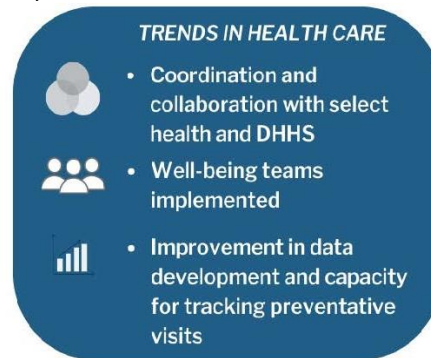 TRENDS IN HEALTH CARE
• Coordination and
collaboration with select
health and DHHS
• Well-being teams
implemented
• Improvement in data
development and capacity
for tracking preventative
visits